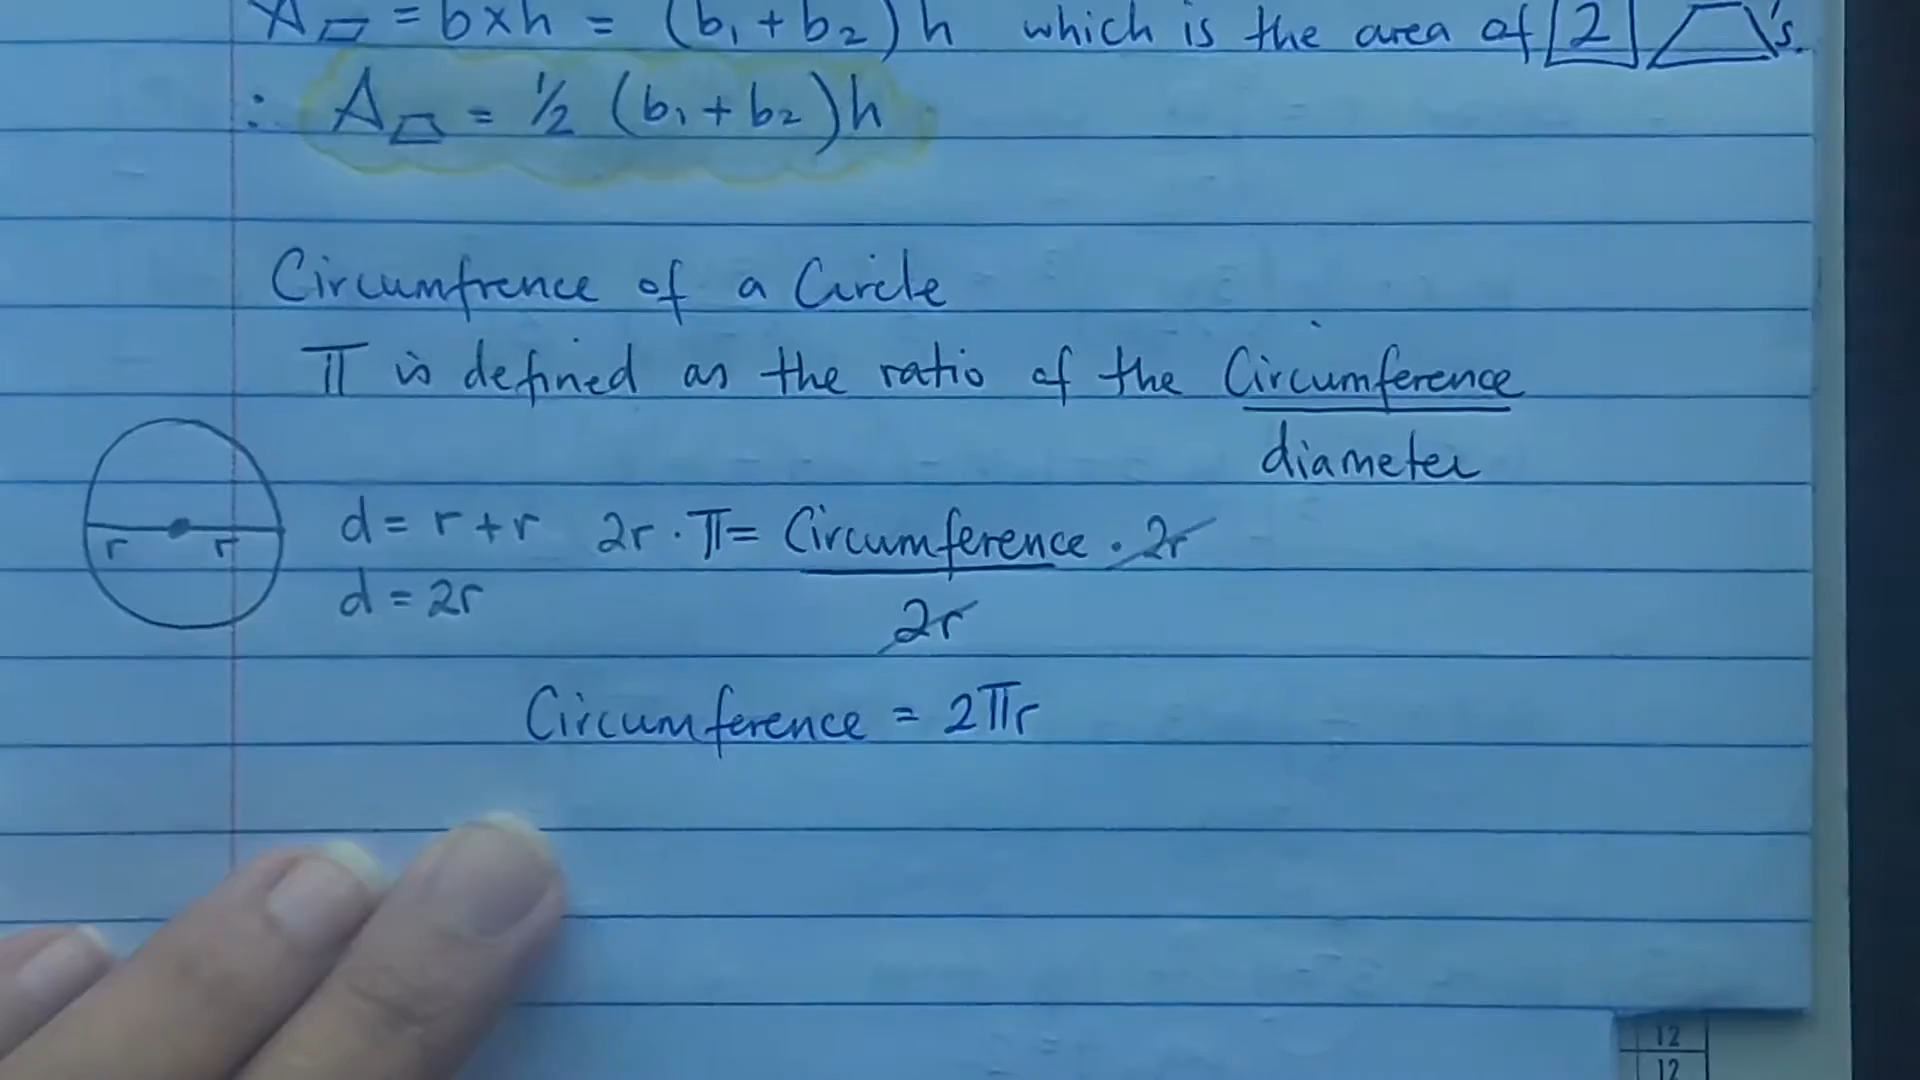 A▱ = b×h = (b₁+b₂)h which is the area of 2 's.
∴ A = ½ (b₁+b₂)h
Circumfrence of a Circle
π is defined as the ratio of the Circumference
diameter
d = r + r 2r · π = Circumference · 2r
r r
d = 2r
2r
Circumference = 2πr
12
12